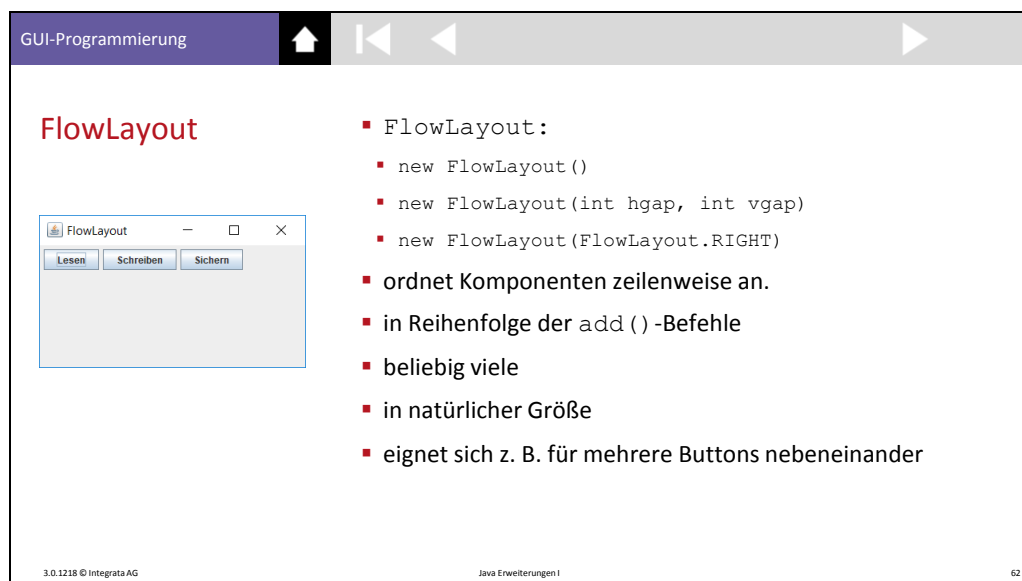 GUI-Programmierung
FlowLayout
FlowLayout
Lesen
Schreiben
Sichern
FlowLayout:
new FlowLayout()
new FlowLayout(int hgap, int vgap)
new FlowLayout(FlowLayout.RIGHT)
ordnet Komponenten zeilenweise an.
in Reihenfolge der add()-Befehle
beliebig viele
in natürlicher Größe
eignet sich z. B. für mehrere Buttons nebeneinander
3.0.1218 © Integrata AG
Java Erweiterungen I
62